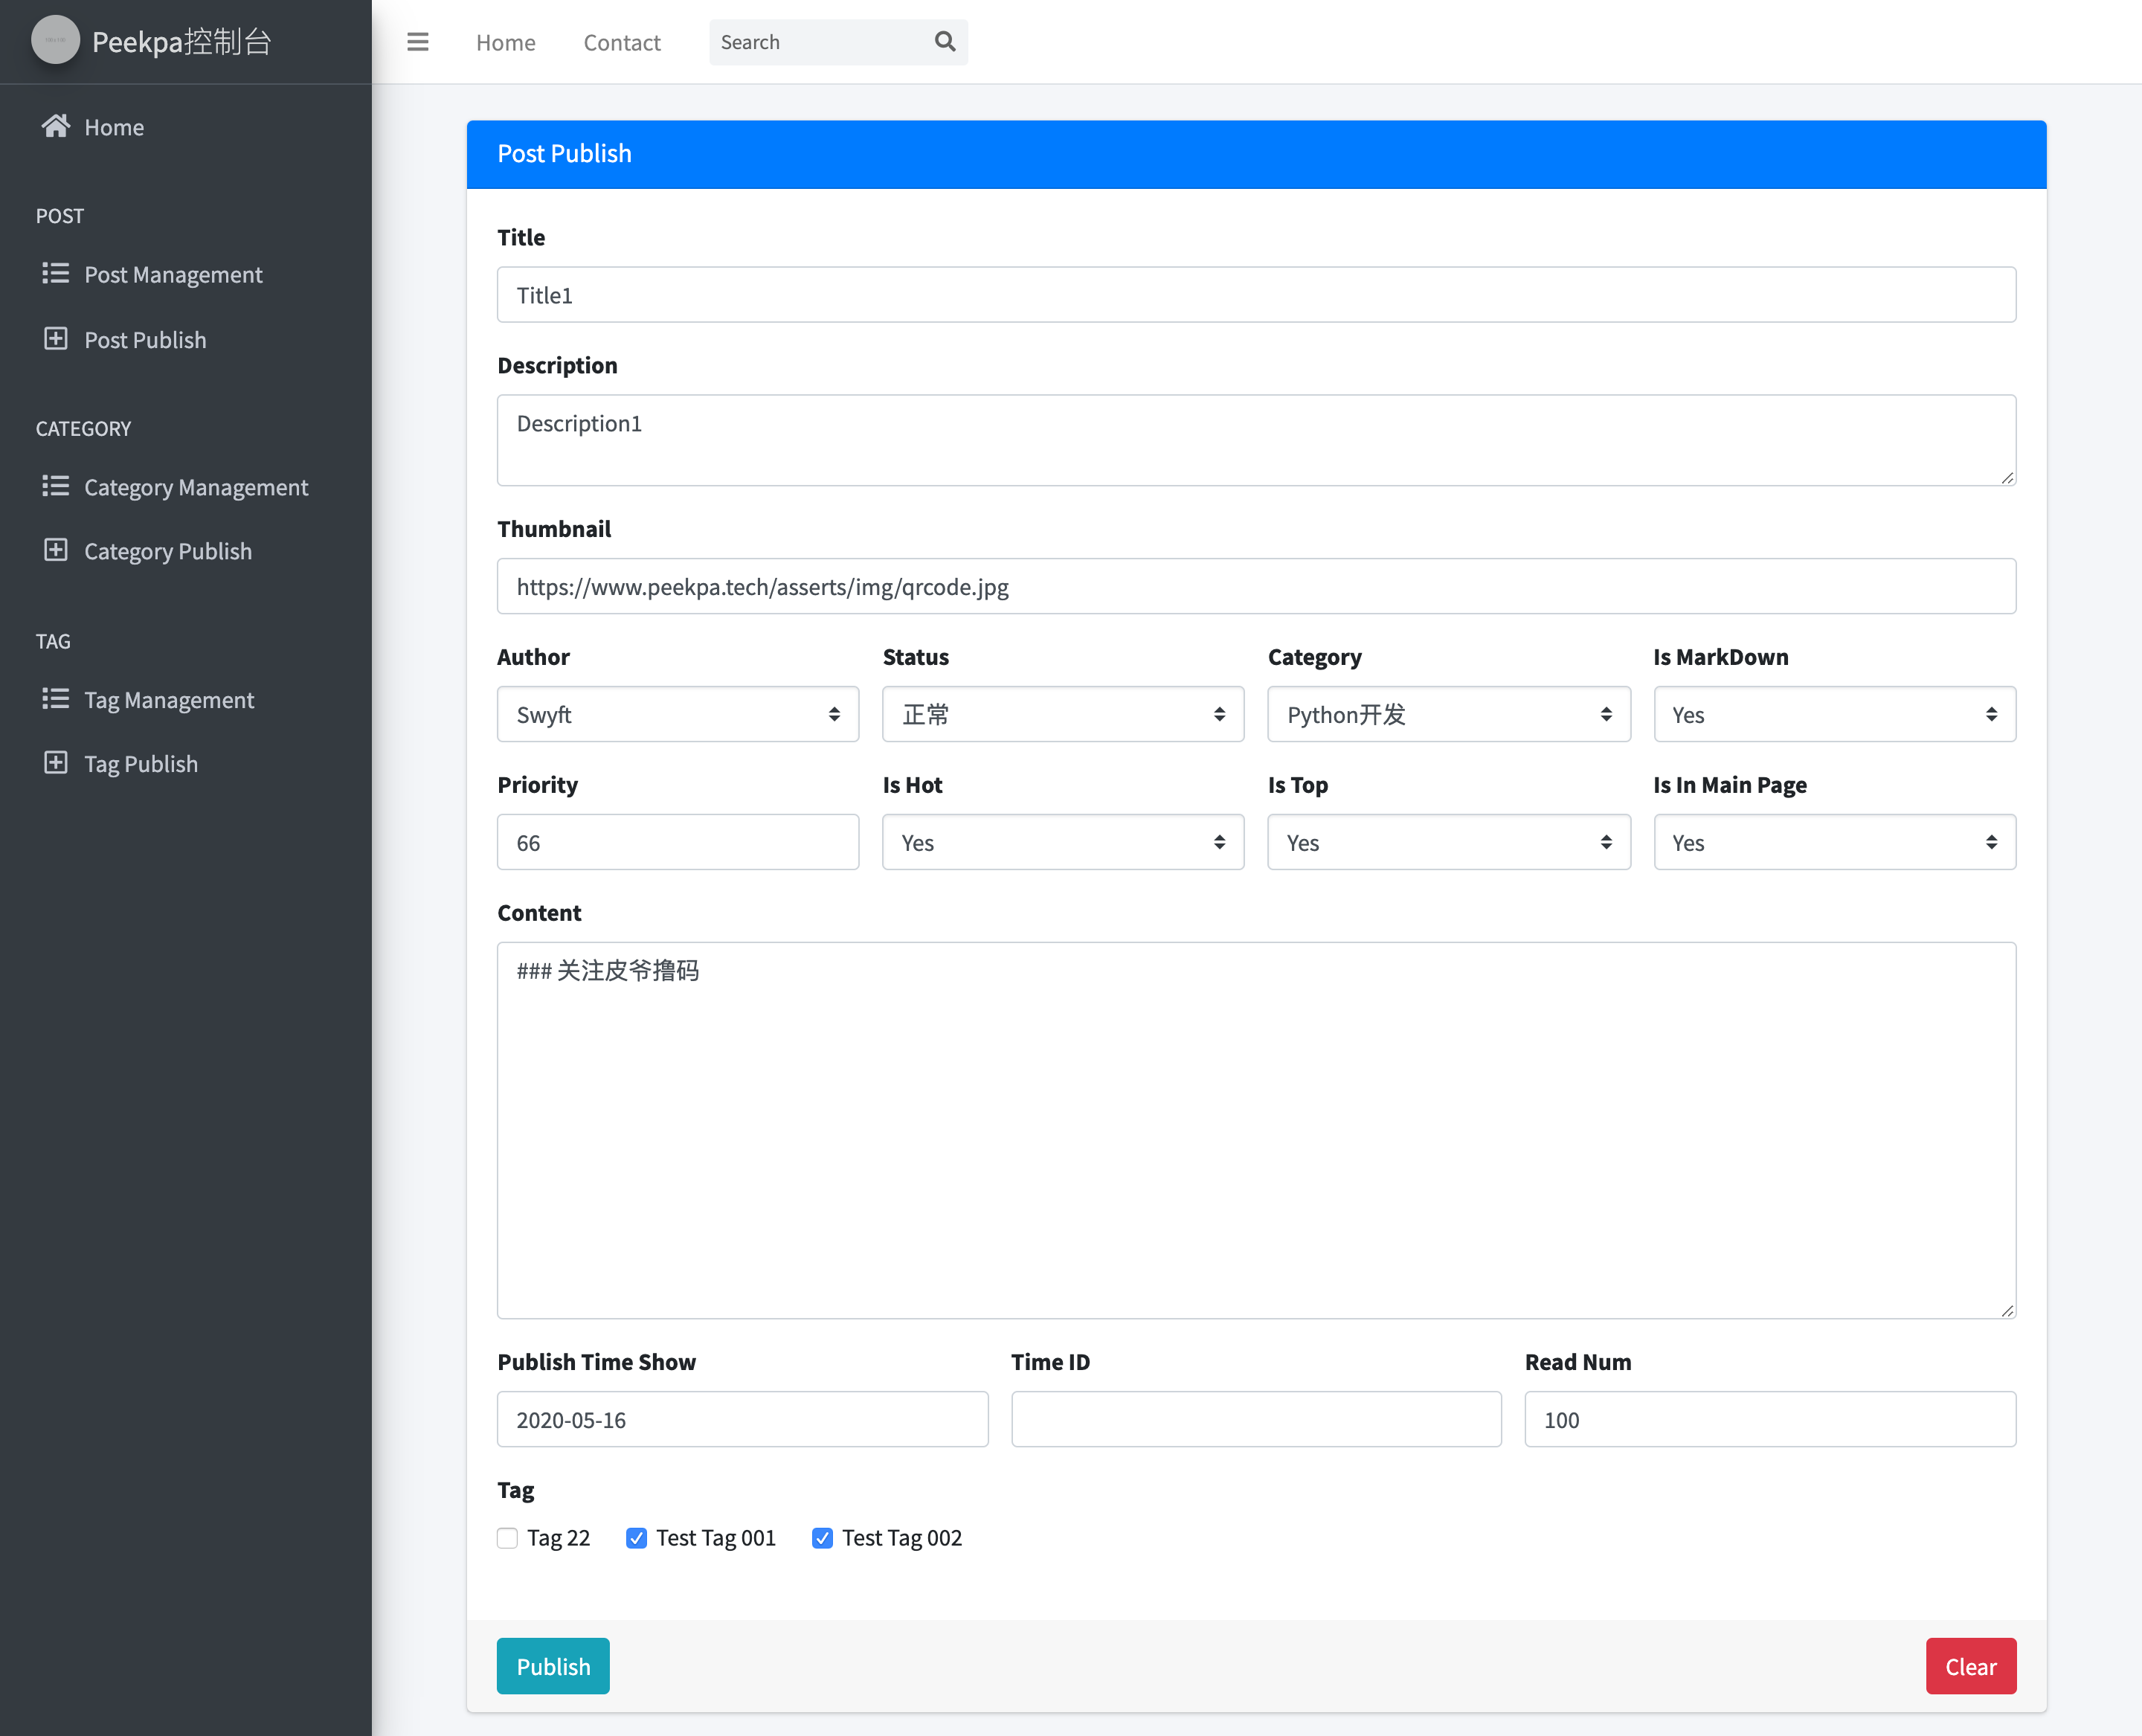 Peekpa控制台
Home
POST
Post Management
Post Publish
CATEGORY
Category Management
Category Publish
TAG
Tag Management
Tag Publish
Home Contact Search
Post Publish
Title
Title1
Description
Description1
Thumbnail
https://www.peekpa.tech/asserts/img/qrcode.jpg
Author Status Category Is MarkDown
Swyft 正常 Python开发 Yes
Priority Is Hot Is Top Is In Main Page
66 Yes Yes Yes
Content
### 关注皮爷撸码
Publish Time Show Time ID Read Num
2020-05-16 100
Tag
Tag 22 Test Tag 001 Test Tag 002
Publish Clear